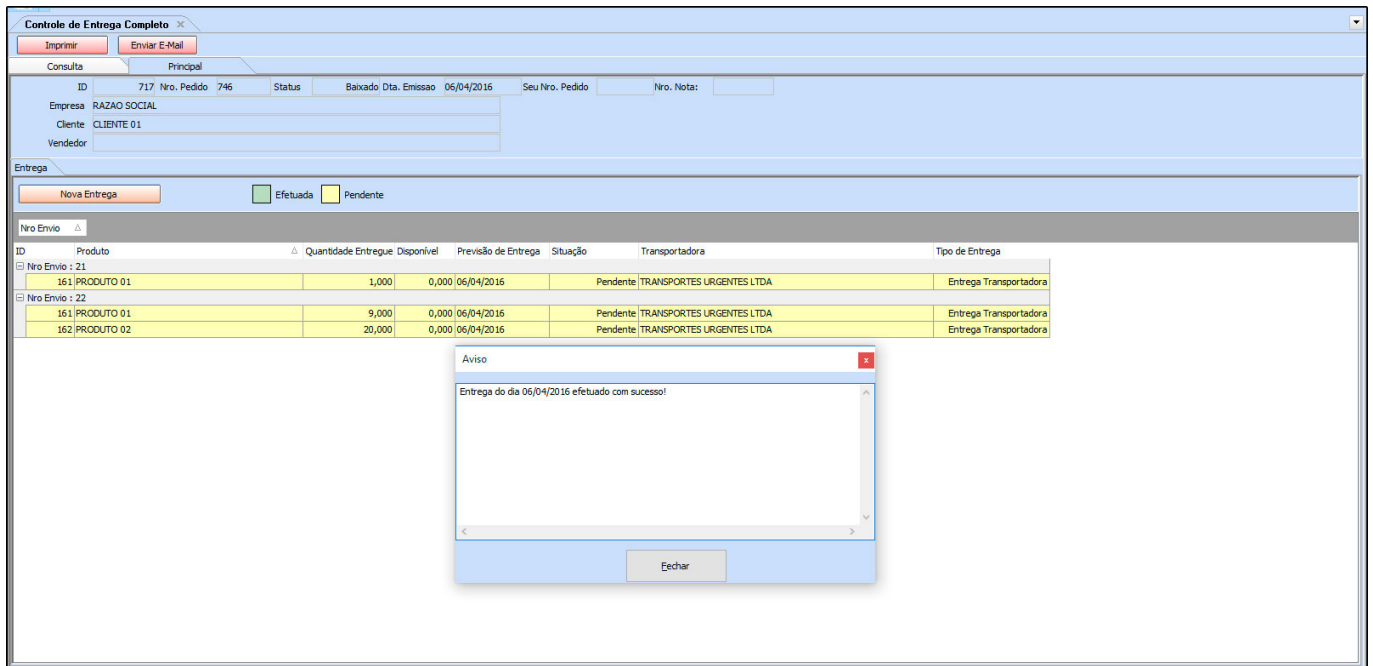 Controle de Entrega Completo
Imprimir Enviar E-Mail
Consulta Principal
ID 717 Nro. Pedido 746 Status Baixado Dta. Emissao 06/04/2016 Seu Nro. Pedido Nro. Nota:
Empresa RAZAO SOCIAL
Cliente CLIENTE 01
Vendedor
Entrega
Nova Entrega Efetuada Pendente
Nro Envio
ID Produto Quantidade Entregue Disponível Previsão de Entrega Situação Transportadora Tipo de Entrega
Nro Envio : 21
161 PRODUTO 01 1,000 0,000 06/04/2016 Pendente TRANSPORTES URGENTES LTDA Entrega Transportadora
Nro Envio : 22
161 PRODUTO 01 9,000 0,000 06/04/2016 Pendente TRANSPORTES URGENTES LTDA Entrega Transportadora
162 PRODUTO 02 20,000 0,000 06/04/2016 Pendente TRANSPORTES URGENTES LTDA Entrega Transportadora
Aviso
Entrega do dia 06/04/2016 efetuado com sucesso!
Fechar